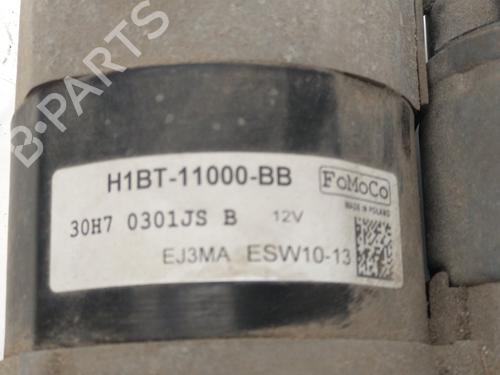 B-PARTS
H1BT-11000-BB
FoMoCo
MADE IN POLAND
30H7 0301JS B 12V
EJ3MA ESW10-13